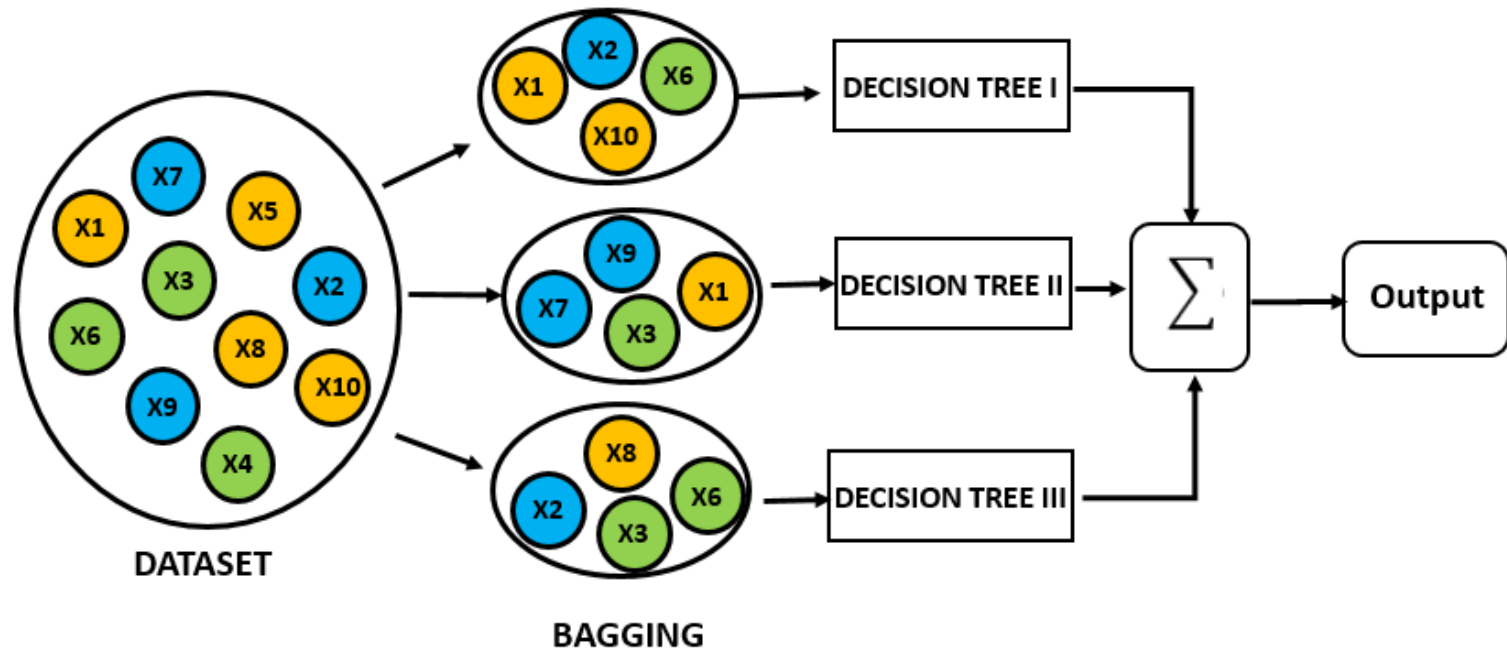 X7
X5
X1
X3
X2
X6
X8
X10
X9
X4
DATASET
X2
X6
X1
X10
X9
X1
X7
X3
X8
X6
X2
X3
BAGGING
DECISION TREE I
DECISION TREE II
DECISION TREE III
∑
Output